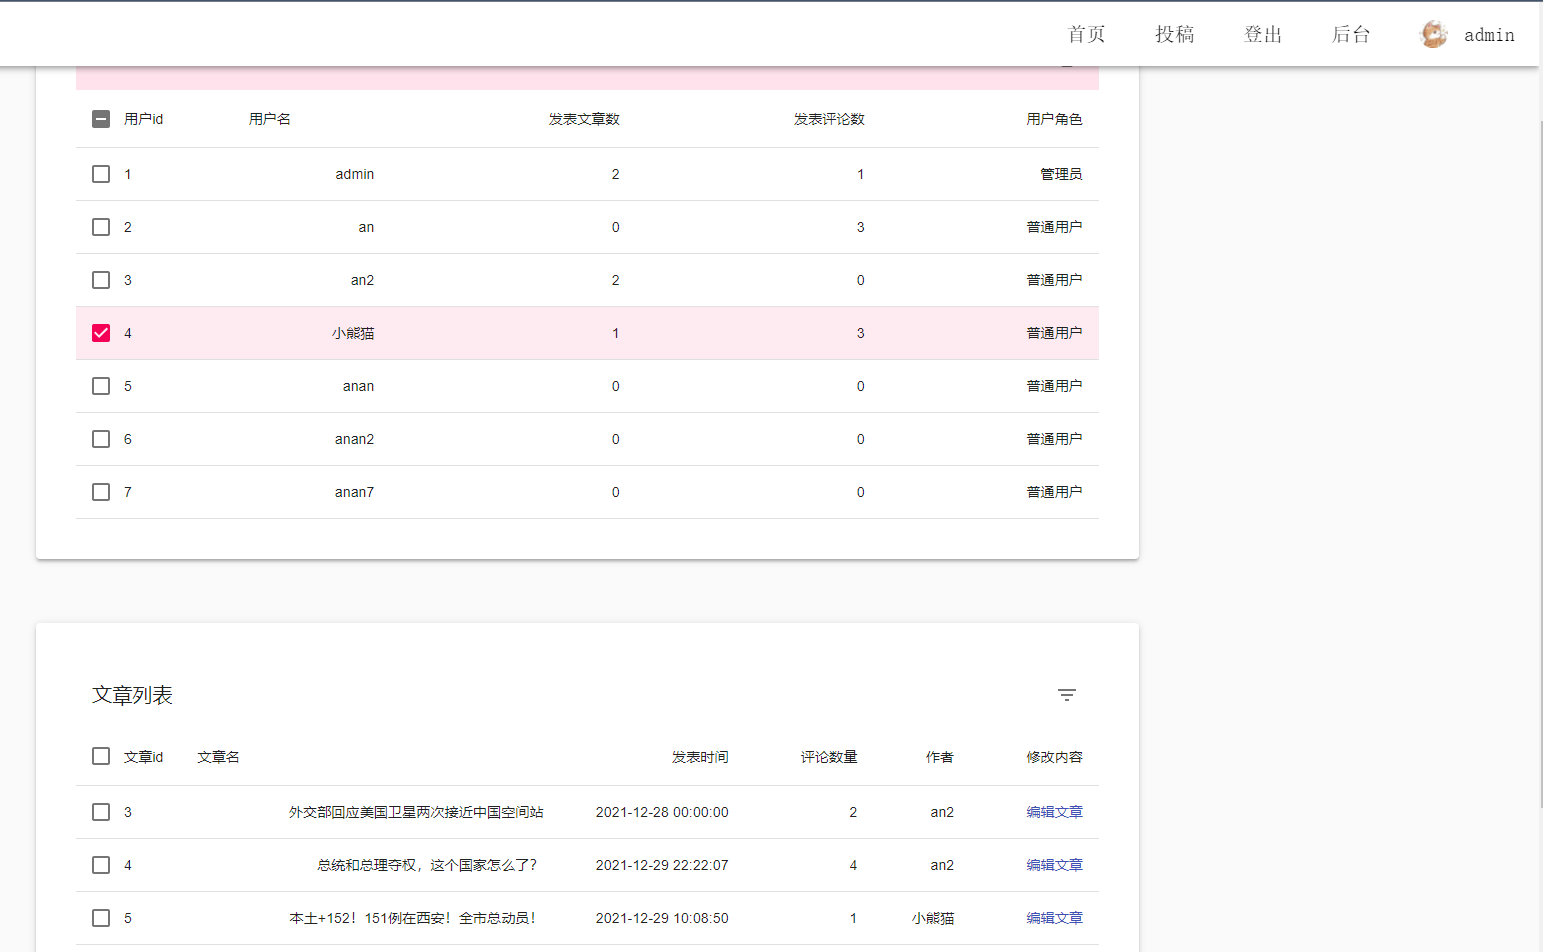 首页 投稿 登出 后台 admin
用户id 用户名 发表文章数 发表评论数 用户角色
1 admin 2 1 管理员
2 an 0 3 普通用户
3 an2 2 0 普通用户
4 小熊猫 1 3 普通用户
5 anan 0 0 普通用户
6 anan2 0 0 普通用户
7 anan7 0 0 普通用户
文章列表
文章id 文章名 发表时间 评论数量 作者 修改内容
3 外交部回应美国卫星两次接近中国空间站 2021-12-28 00:00:00 2 an2 编辑文章
4 总统和总理夺权，这个国家怎么了？ 2021-12-29 22:22:07 4 an2 编辑文章
5 本土+152！151例在西安！全市总动员！ 2021-12-29 10:08:50 1 小熊猫 编辑文章